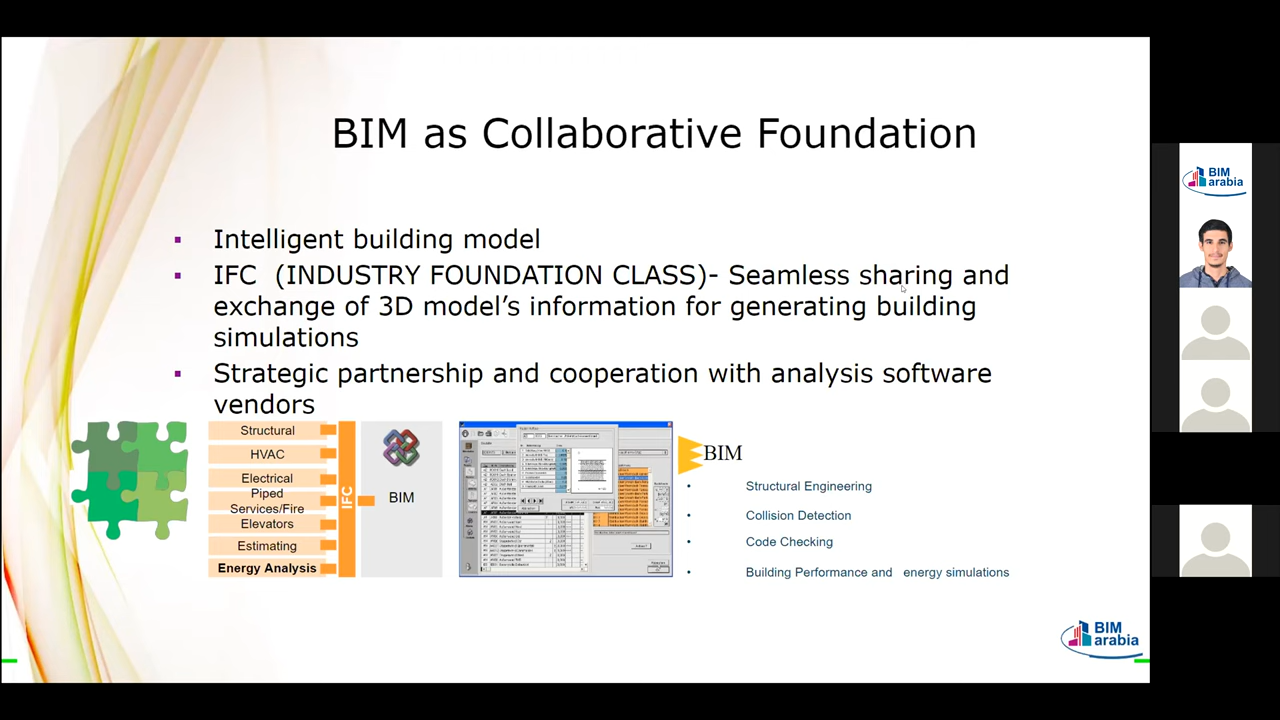 BIM as Collaborative Foundation
Intelligent building model
IFC (INDUSTRY FOUNDATION CLASS)- Seamless sharing and
exchange of 3D model’s information for generating building
simulations
Strategic partnership and cooperation with analysis software
vendors
Structural
HVAC
Electrical
Piped
Services/Fire
Elevators
Estimating
Energy Analysis
IFC
BIM
BIM
Structural Engineering
Collision Detection
Code Checking
Building Performance and energy simulations
BIM
arabia
BIM
arabia